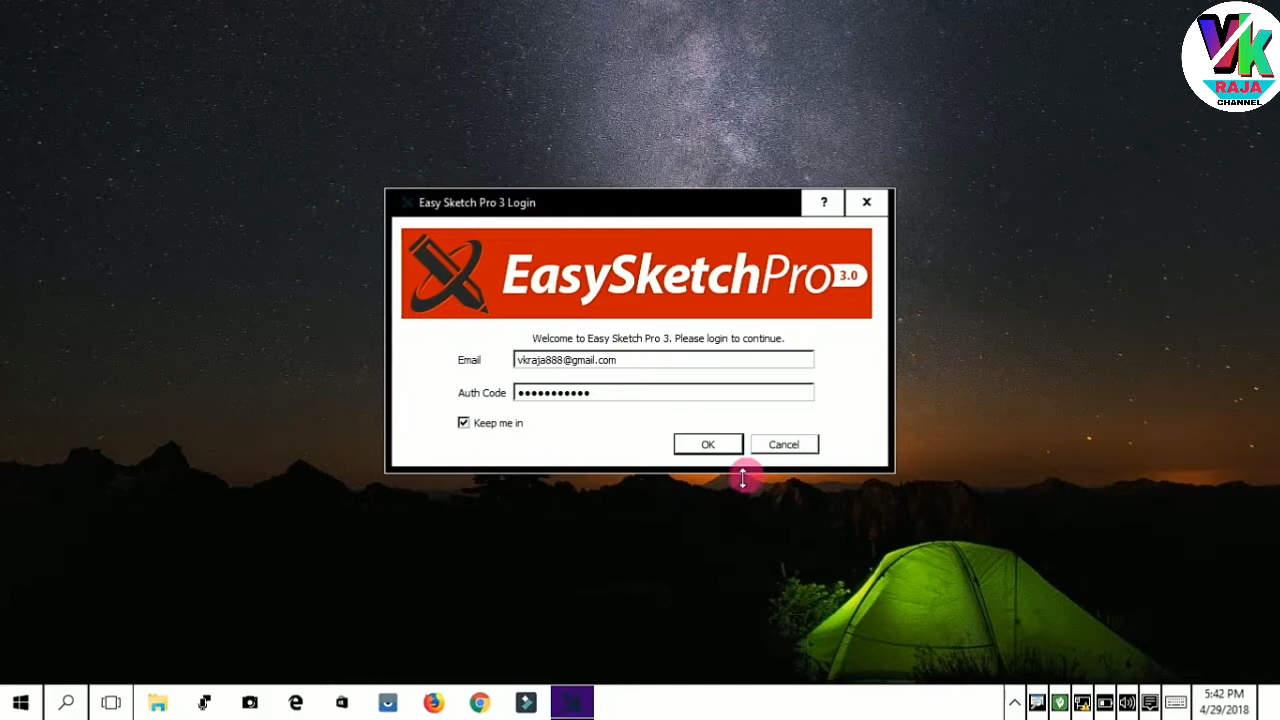 VK
RAJA
CHANNEL
Easy Sketch Pro 3 Login
?
X
EasySketchPro 3.0
Welcome to Easy Sketch Pro 3. Please login to continue.
Email
vkraja888@gmail.com
Auth Code
•••••••••••
Keep me in
OK
Cancel
5:42 PM
4/29/2018